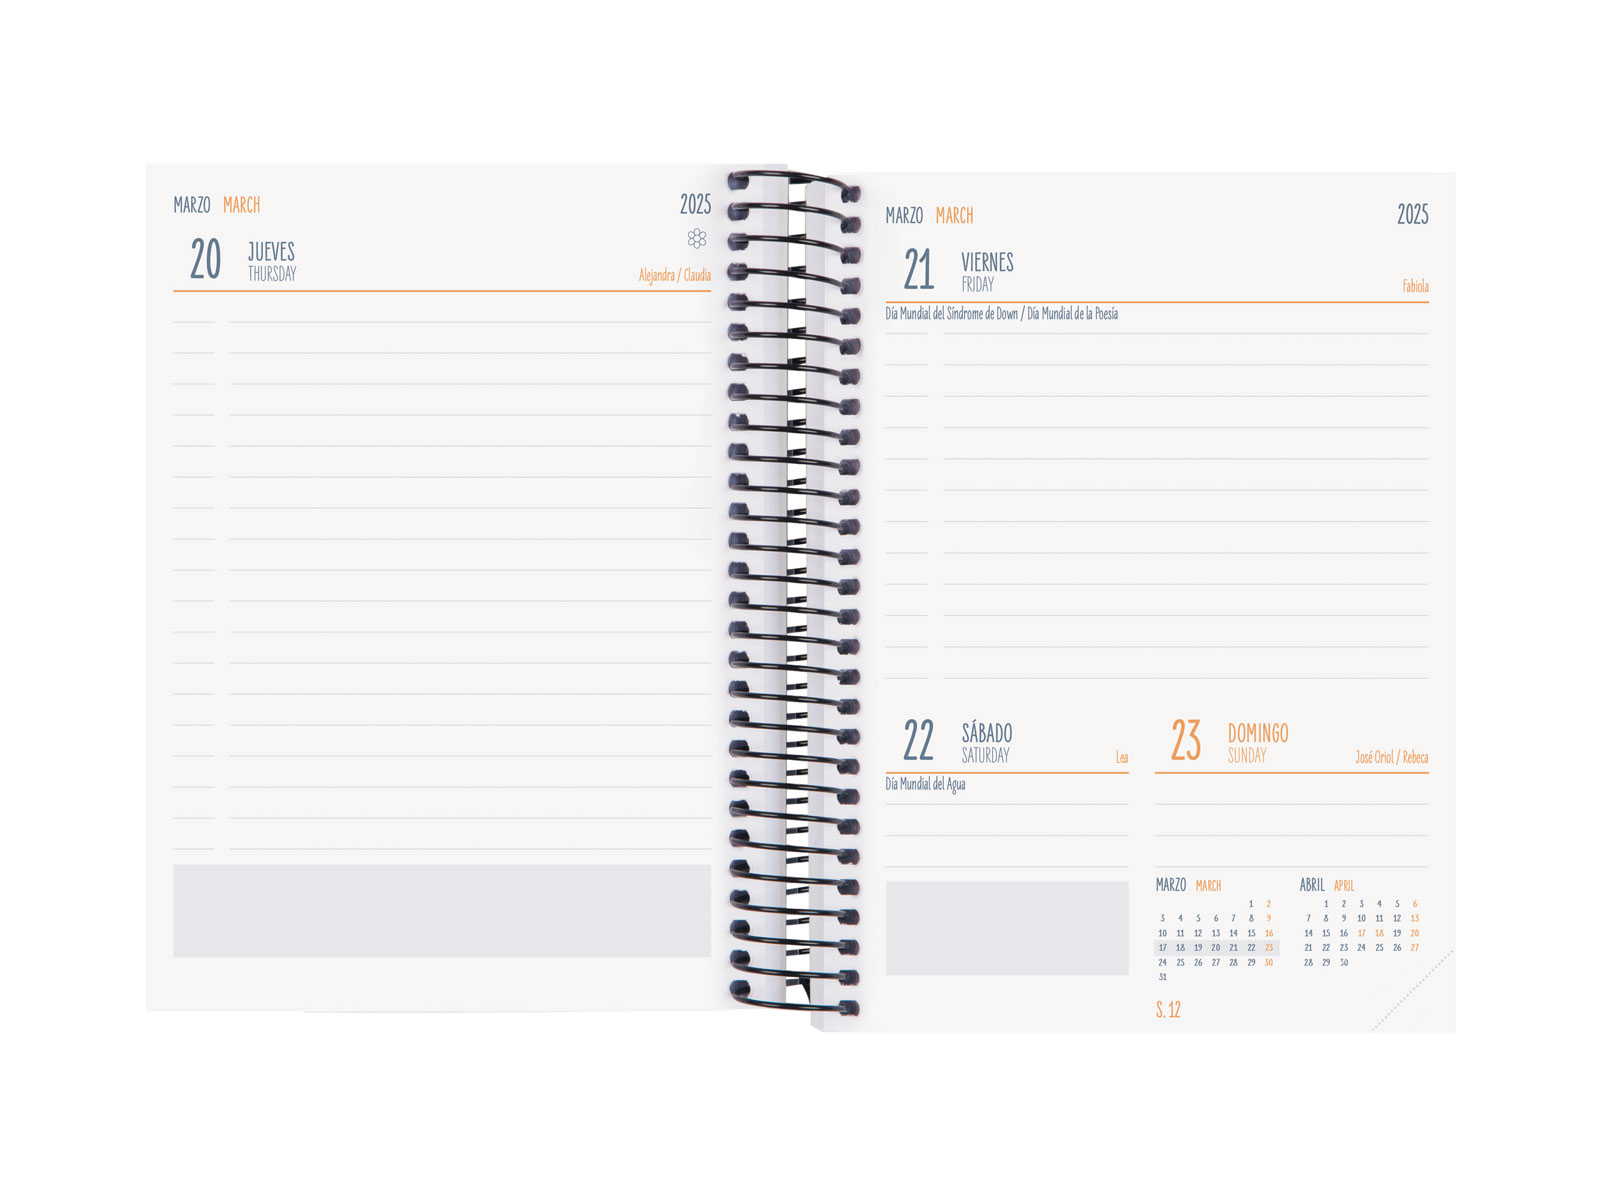 MARZO MARCH 2025
20 JUEVES
THURSDAY
Alejandra / Claudia
MARZO MARCH 2025
21 VIERNES
FRIDAY
Fabiola
Día Mundial del Síndrome de Down / Día Mundial de la Poesía
22 SÁBADO
SATURDAY
Lea
Día Mundial del Agua
23 DOMINGO
SUNDAY
José Oriol / Rebeca
MARZO MARCH
1 2
3 4 5 6 7 8 9
10 11 12 13 14 15 16
17 18 19 20 21 22 23
24 25 26 27 28 29 30
31
ABRIL APRIL
1 2 3 4 5 6
7 8 9 10 11 12 13
14 15 16 17 18 19 20
21 22 23 24 25 26 27
28 29 30
S. 12